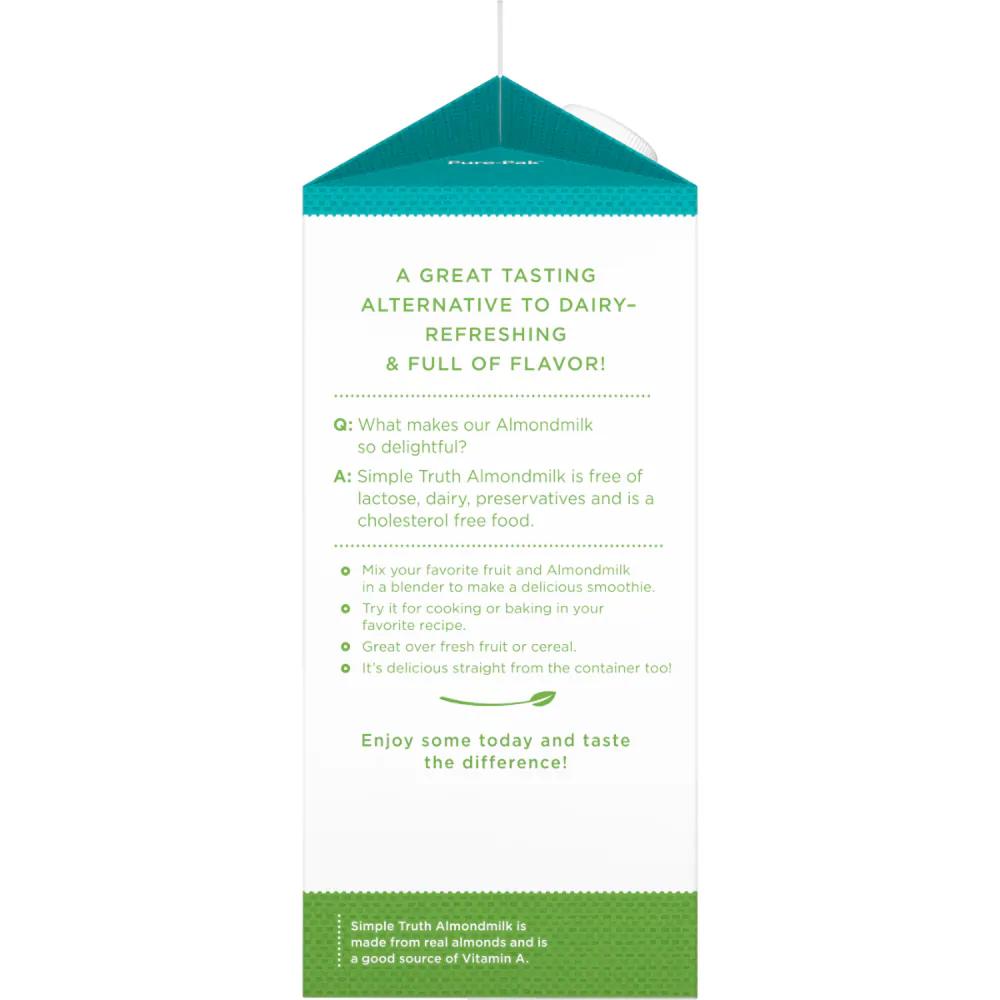 Pure-Pak™
A GREAT TASTING
ALTERNATIVE TO DAIRY–
REFRESHING
& FULL OF FLAVOR!
Q: What makes our Almondmilk
so delightful?
A: Simple Truth Almondmilk is free of
lactose, dairy, preservatives and is a
cholesterol free food.
Mix your favorite fruit and Almondmilk
in a blender to make a delicious smoothie.
Try it for cooking or baking in your
favorite recipe.
Great over fresh fruit or cereal.
It's delicious straight from the container too!
Enjoy some today and taste
the difference!
Simple Truth Almondmilk is
made from real almonds and is
a good source of Vitamin A.